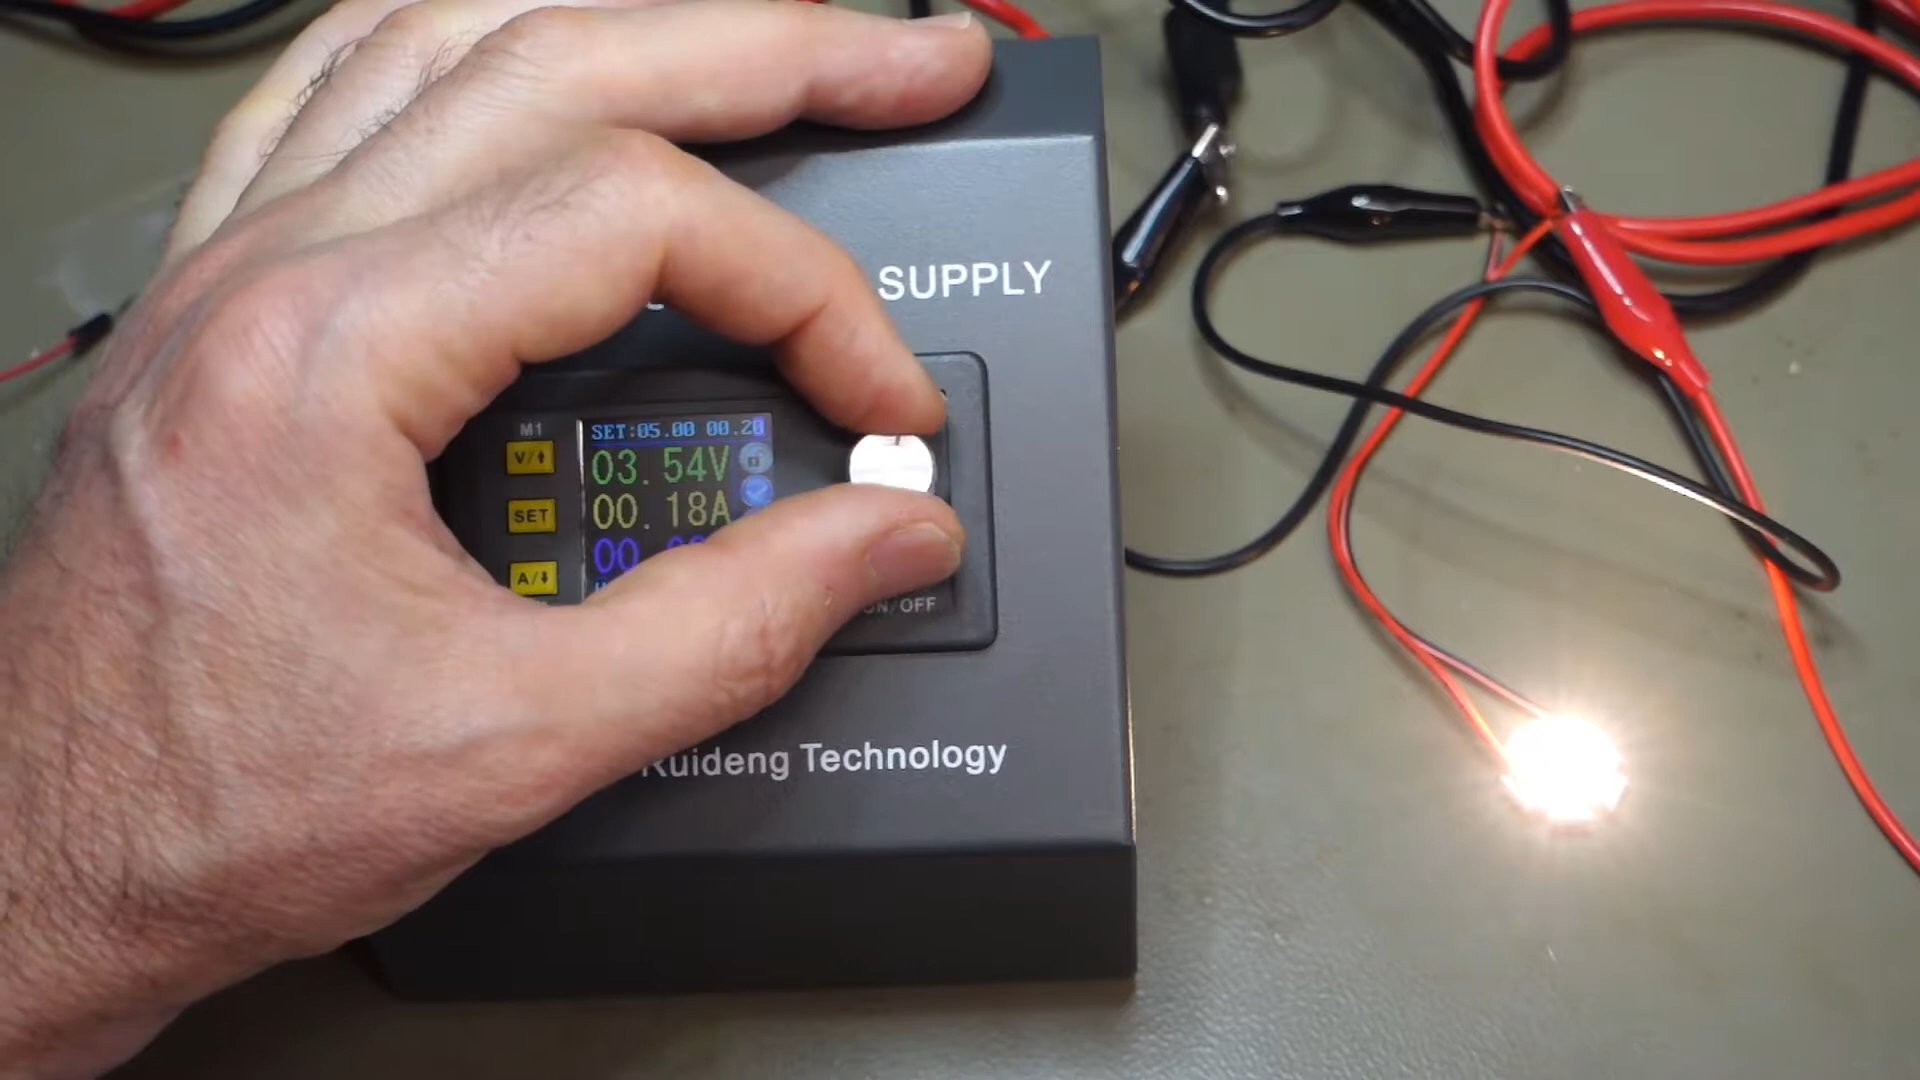 SUPPLY
M1
V/⬆
SET
A/⬇
SET:05.00 00.20
03.54V
00.18A
00.
ON/OFF
Ruideng Technology